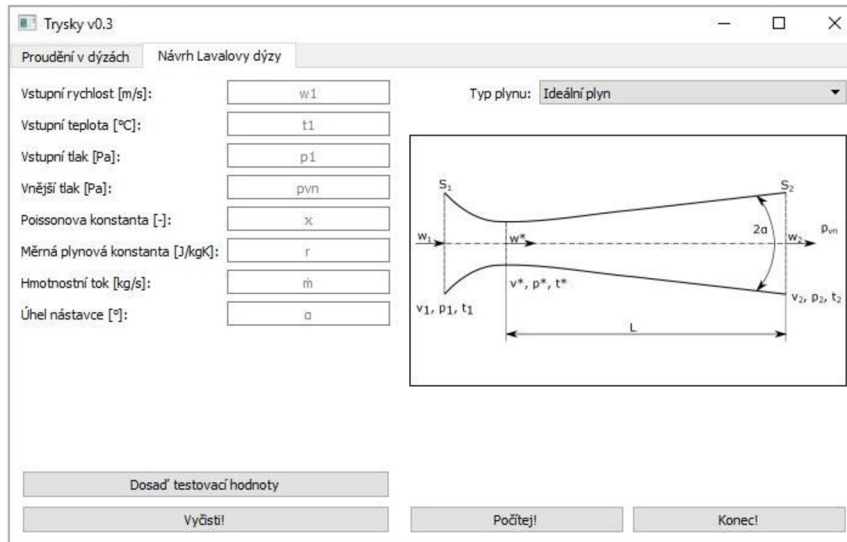 Trysky v0.3
Proudění v dýzách
Návrh Lavalovy dýzy
Vstupní rychlost [m/s]:
w1
Vstupní teplota [°C]:
t1
Vstupní tlak [Pa]:
p1
Vnější tlak [Pa]:
pvn
Poissonova konstanta [-]:
ϰ
Měrná plynová konstanta [J/kgK]:
r
Hmotnostní tok [kg/s]:
ṁ
Úhel nástavce [°]:
α
Typ plynu:
Ideální plyn
S₁
S₂
w₁
w*
2α
w₂
pᵥₙ
v*, p*, t*
v₁, p₁, t₁
v₂, p₂, t₂
L
Dosaď testovací hodnoty
Vyčisti!
Počítej!
Konec!